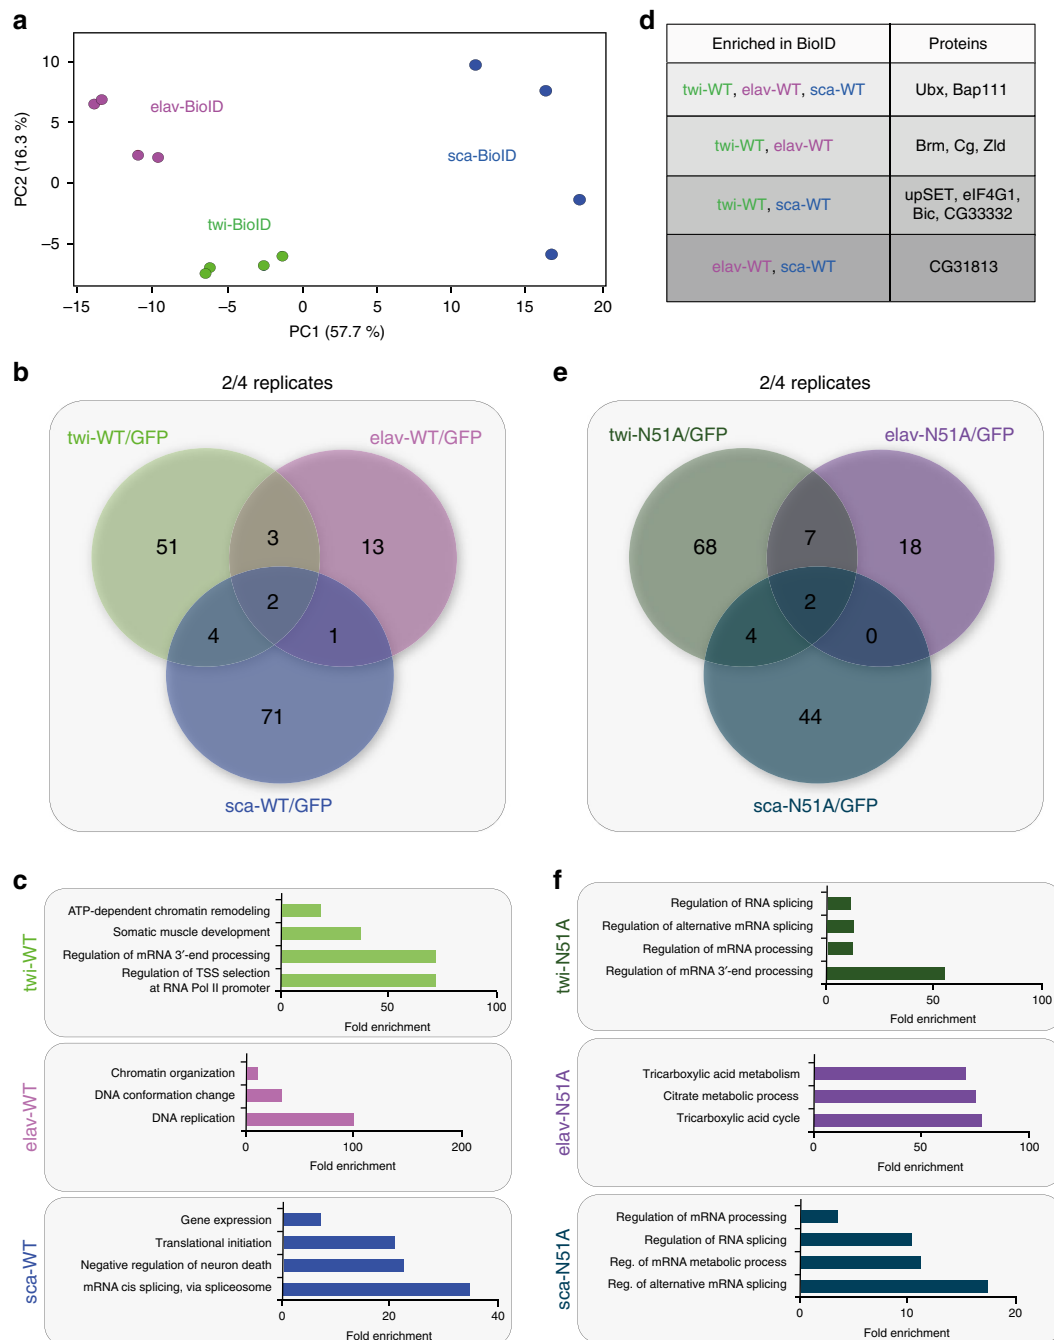 a
10
5
0
−5
PC2 (16.3 %)
elav-BioID
sca-BioID
twi-BioID
−15
−10
−5
0
5
10
15
20
PC1 (57.7 %)
d
Enriched in BioID
Proteins
twi-WT, elav-WT, sca-WT
Ubx, Bap111
twi-WT, elav-WT
Brm, Cg, Zld
twi-WT, sca-WT
upSET, eIF4G1,
Bic, CG33332
elav-WT, sca-WT
CG31813
b
2/4 replicates
twi-WT/GFP
elav-WT/GFP
51
3
13
2
4
1
71
sca-WT/GFP
e
2/4 replicates
twi-N51A/GFP
elav-N51A/GFP
68
7
18
2
4
0
44
sca-N51A/GFP
c
twi-WT
ATP-dependent chromatin remodeling
Somatic muscle development
Regulation of mRNA 3′-end processing
Regulation of TSS selection
at RNA Pol II promoter
0
50
100
Fold enrichment
elav-WT
Chromatin organization
DNA conformation change
DNA replication
0
100
200
Fold enrichment
sca-WT
Gene expression
Translational initiation
Negative regulation of neuron death
mRNA cis splicing, via spliceosome
0
20
40
Fold enrichment
f
twi-N51A
Regulation of RNA splicing
Regulation of alternative mRNA splicing
Regulation of mRNA processing
Regulation of mRNA 3′-end processing
0
50
100
Fold enrichment
elav-N51A
Tricarboxylic acid metabolism
Citrate metabolic process
Tricarboxylic acid cycle
0
50
100
Fold enrichment
sca-N51A
Regulation of mRNA processing
Regulation of RNA splicing
Reg. of mRNA metabolic process
Reg. of alternative mRNA splicing
0
10
20
Fold enrichment